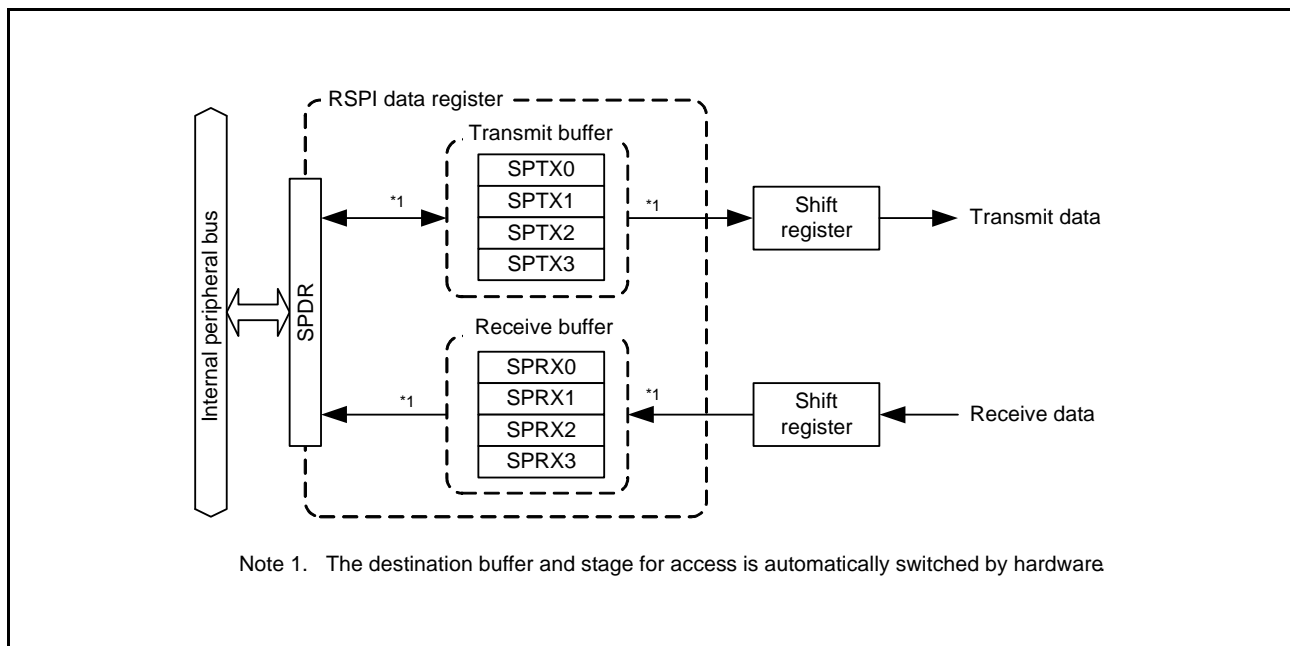 RSPI data register
Transmit buffer
SPTX0
SPTX1
SPTX2
SPTX3
*1
*1
Shift
register
Transmit data
Internal peripheral bus
SPDR
Receive buffer
SPRX0
SPRX1
SPRX2
SPRX3
*1
*1
Shift
register
Receive data
Note 1. The destination buffer and stage for access is automatically switched by hardware.